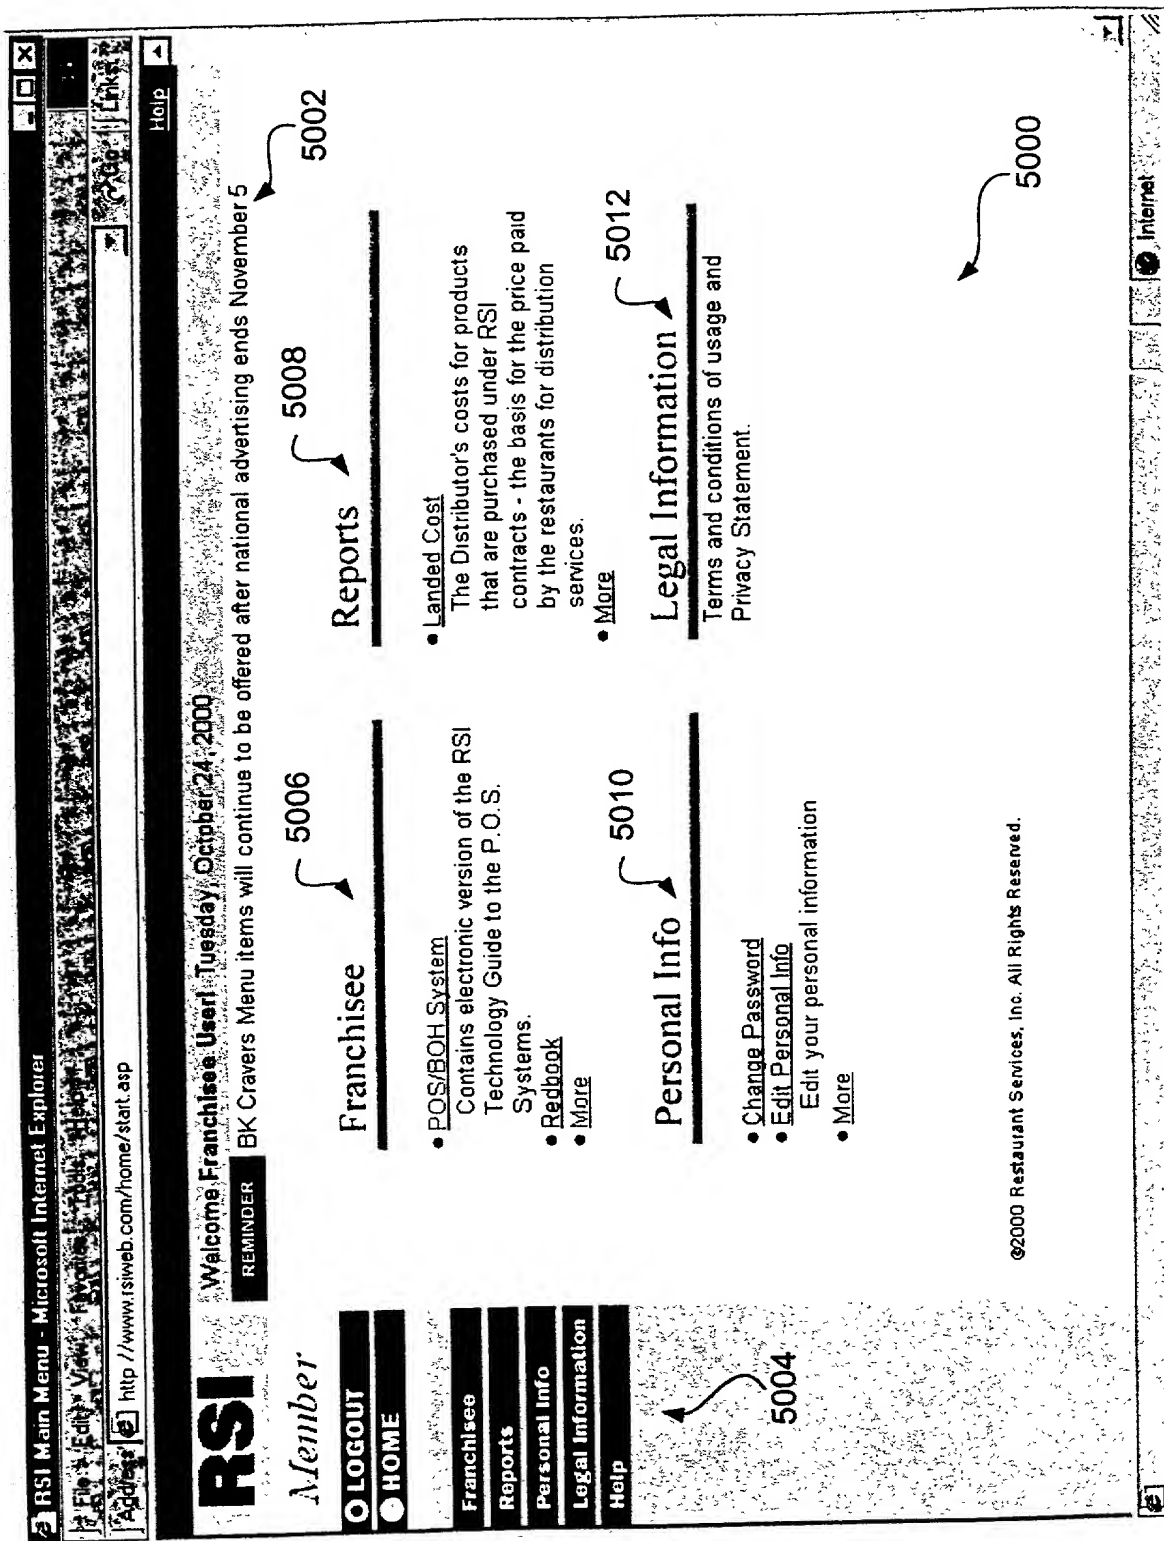 RSI Main Menu - Microsoft Internet Explorer
File Edit View Favorites Tools Help
Address http://www.rsiweb.com/home/start.asp
Go Links
Help
RSI
Welcome Franchisee User! Tuesday, October 24, 2000
REMINDER BK Cravers Menu items will continue to be offered after national advertising ends November 5
5002
Member
LOGOUT
HOME
Franchisee
Reports
Personal Info
Legal Information
Help
5004
Franchisee
5006
• POS/BOH System
Contains electronic version of the RSI
Technology Guide to the P.O.S.
Systems.
• Redbook
• More
Reports
5008
• Landed Cost
The Distributor's costs for products
that are purchased under RSI
contracts - the basis for the price paid
by the restaurants for distribution
services.
• More
Personal Info
5010
• Change Password
• Edit Personal Info
Edit your personal information
• More
Legal Information
5012
Terms and conditions of usage and
Privacy Statement.
5000
©2000 Restaurant Services, Inc. All Rights Reserved.
Internet